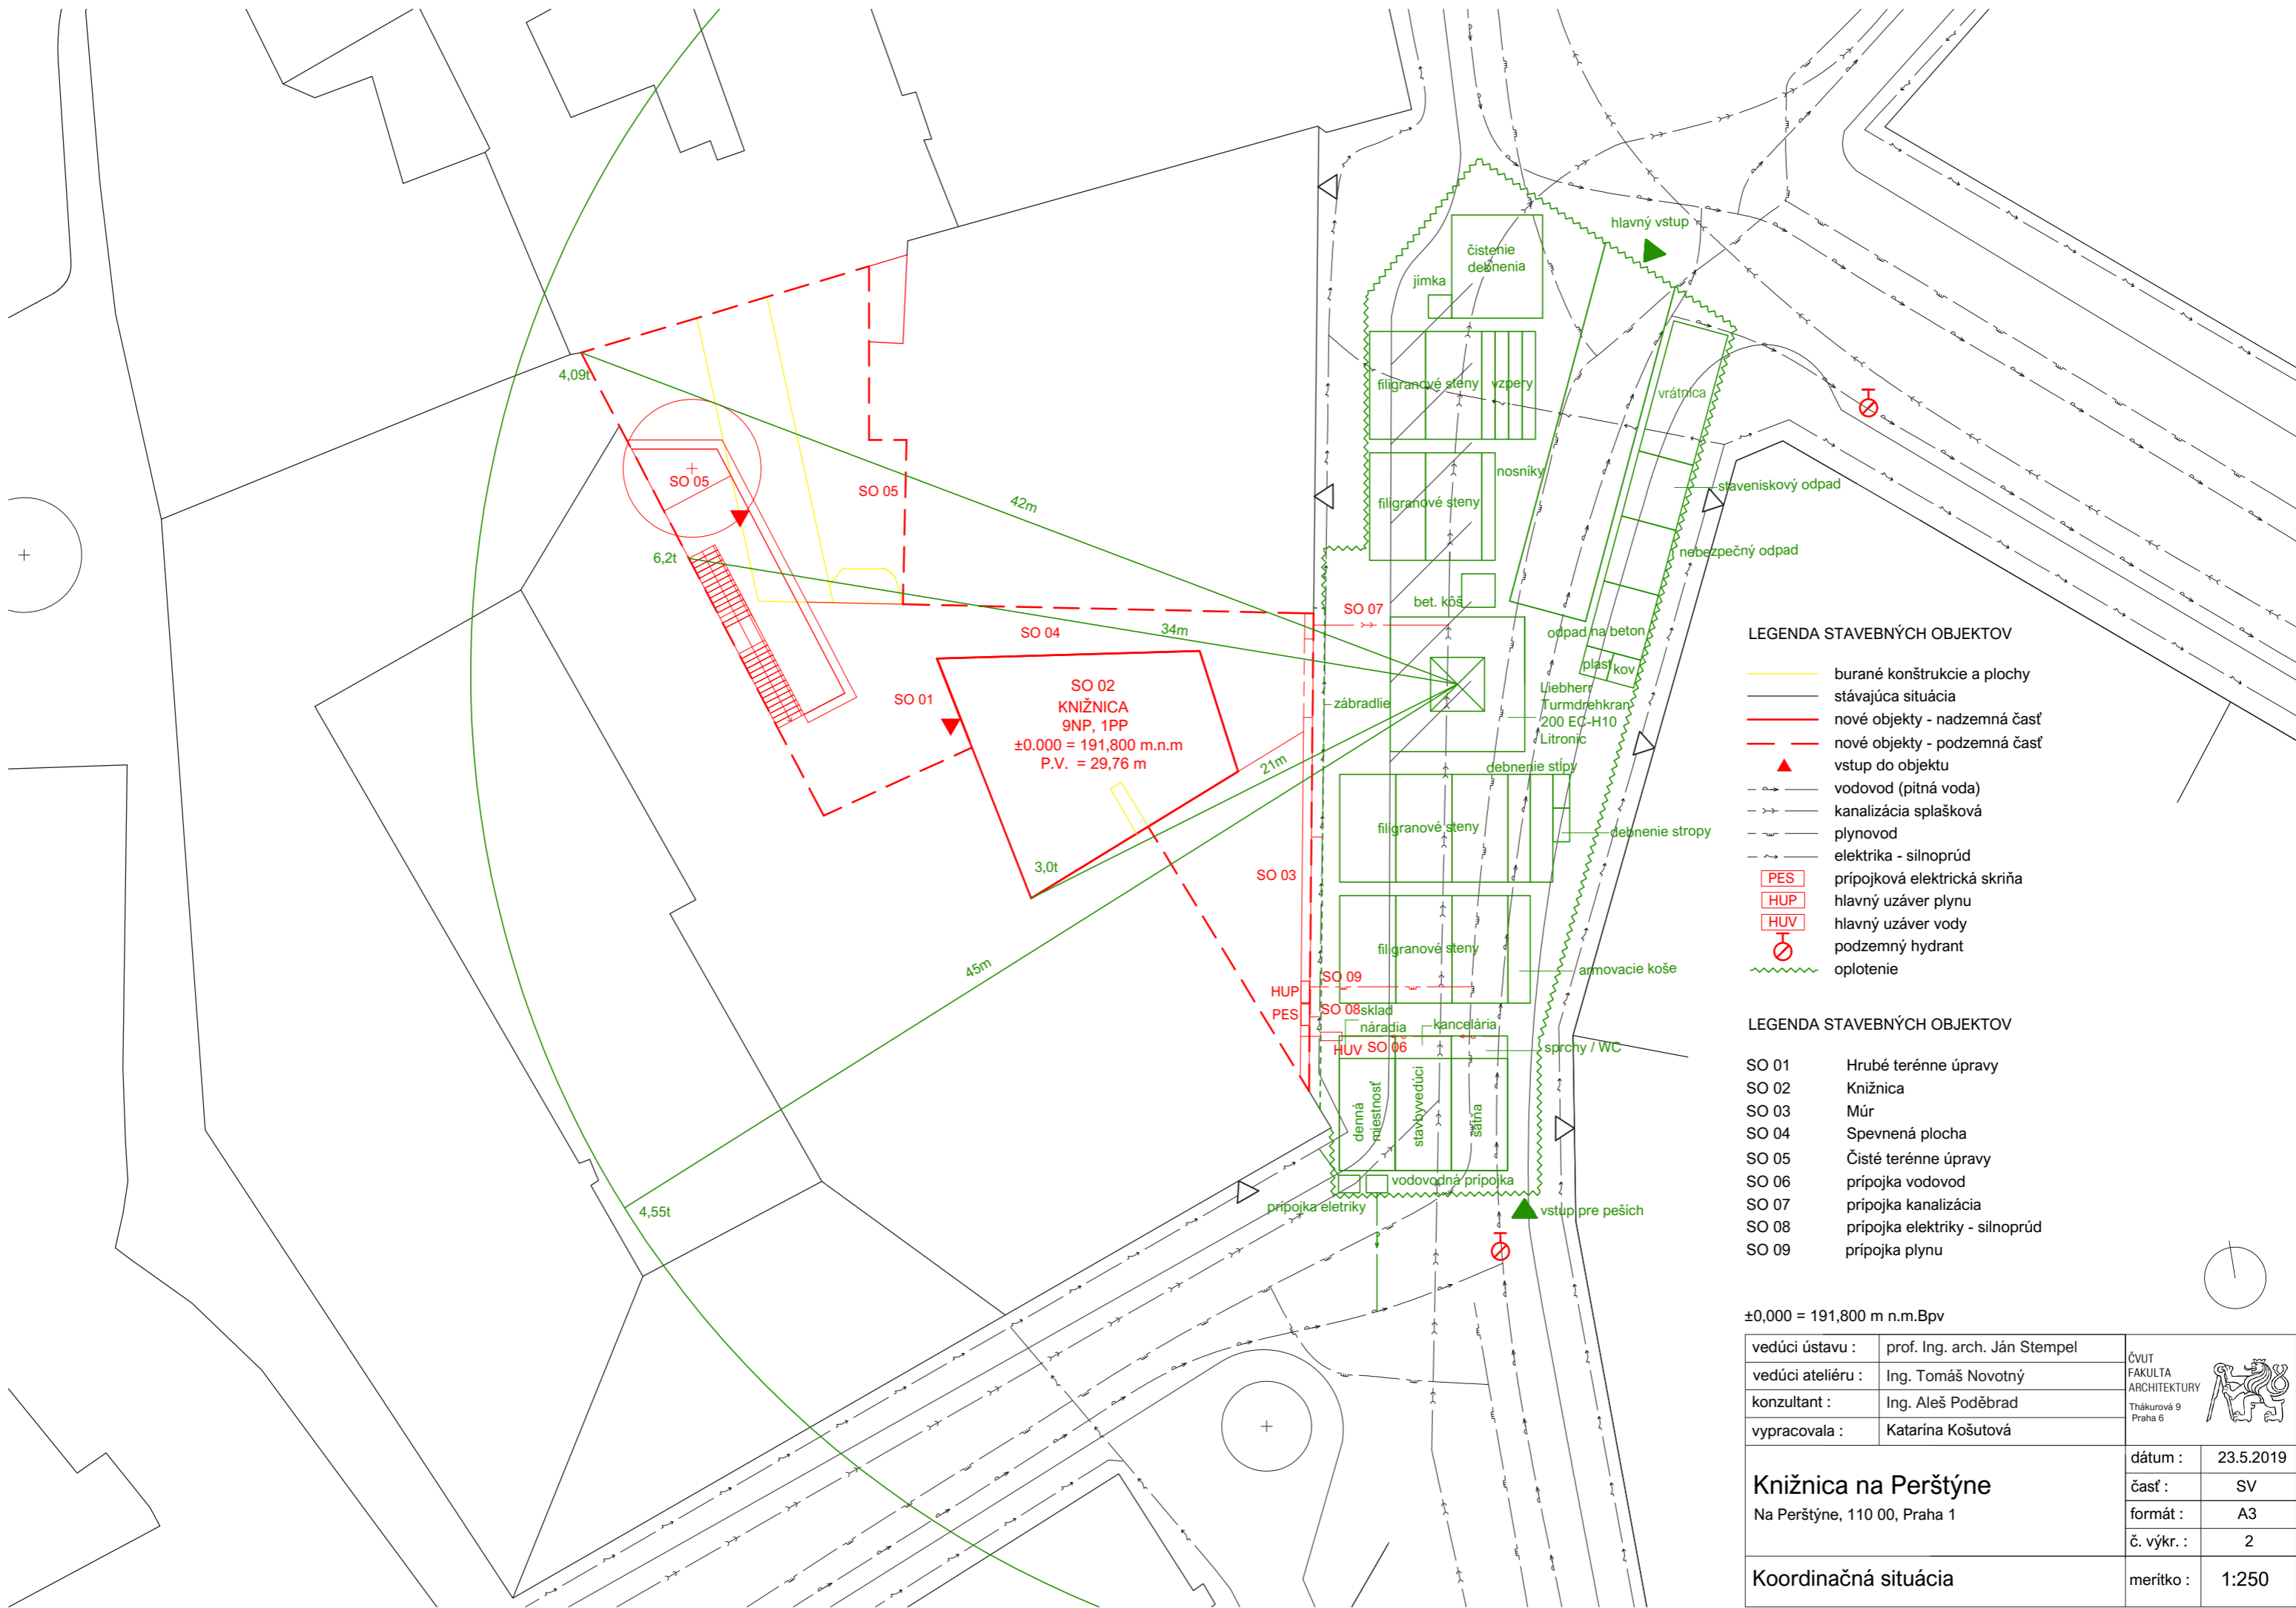 hlavný vstup
čistenie
debnenia
jímka
filigranové steny
vzpery
vrátnica
4,09t
SO 05
SO 05
42m
nosníky
filigranové steny
staveniskový odpad
6,2t
nebezpečný odpad
bet. kôš
SO 07
34m
SO 04
odpad na beton
plast
kov
SO 01
SO 02
KNIŽNICA
9NP, 1PP
±0.000 = 191,800 m.n.m
P.V. = 29,76 m
zábradlie
Liebherr
Turmdrehkran
200 EC-H10
Litronic
21m
debnenie stĺpy
filigranové steny
debnenie stropy
3,0t
SO 03
45m
filigranové steny
armovacie koše
SO 09
HUP
SO 08
PES
sklad
náradia
kancelária
HUV
SO 06
sprchy / WC
denná
miestnosť
stavbyvedúci
šatňa
vodovodná prípojka
prípojka eletriky
vstup pre peších
4,55t
LEGENDA STAVEBNÝCH OBJEKTOV
burané konštrukcie a plochy
stávajúca situácia
nové objekty - nadzemná časť
nové objekty - podzemná časť
vstup do objektu
vodovod (pitná voda)
kanalizácia splašková
plynovod
elektrika - silnoprúd
PES prípojková elektrická skriňa
HUP hlavný uzáver plynu
HUV hlavný uzáver vody
podzemný hydrant
oplotenie
LEGENDA STAVEBNÝCH OBJEKTOV
SO 01 Hrubé terénne úpravy
SO 02 Knižnica
SO 03 Múr
SO 04 Spevnená plocha
SO 05 Čisté terénne úpravy
SO 06 prípojka vodovod
SO 07 prípojka kanalizácia
SO 08 prípojka elektriky - silnoprúd
SO 09 prípojka plynu
±0,000 = 191,800 m n.m.Bpv
vedúci ústavu : prof. Ing. arch. Ján Stempel
vedúci ateliéru : Ing. Tomáš Novotný
konzultant : Ing. Aleš Poděbrad
vypracovala : Katarína Košutová
ČVUT
FAKULTA
ARCHITEKTURY
Thákurová 9
Praha 6
Knižnica na Perštýne
Na Perštýne, 110 00, Praha 1
dátum : 23.5.2019
časť : SV
formát : A3
č. výkr. : 2
Koordinačná situácia
merítko : 1:250